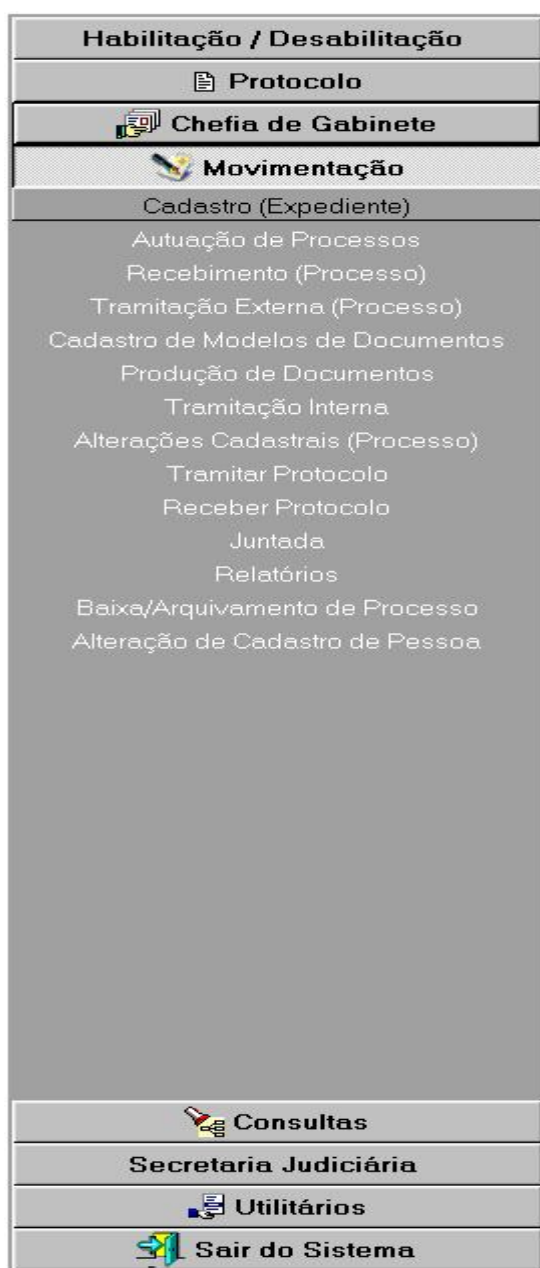 Habilitação / Desabilitação
Protocolo
Chefia de Gabinete
Movimentação
Cadastro (Expediente)
Autuação de Processos
Recebimento (Processo)
Tramitação Externa (Processo)
Cadastro de Modelos de Documentos
Produção de Documentos
Tramitação Interna
Alterações Cadastrais (Processo)
Tramitar Protocolo
Receber Protocolo
Juntada
Relatórios
Baixa/Arquivamento de Processo
Alteração de Cadastro de Pessoa
Consultas
Secretaria Judiciária
Utilitários
Sair do Sistema